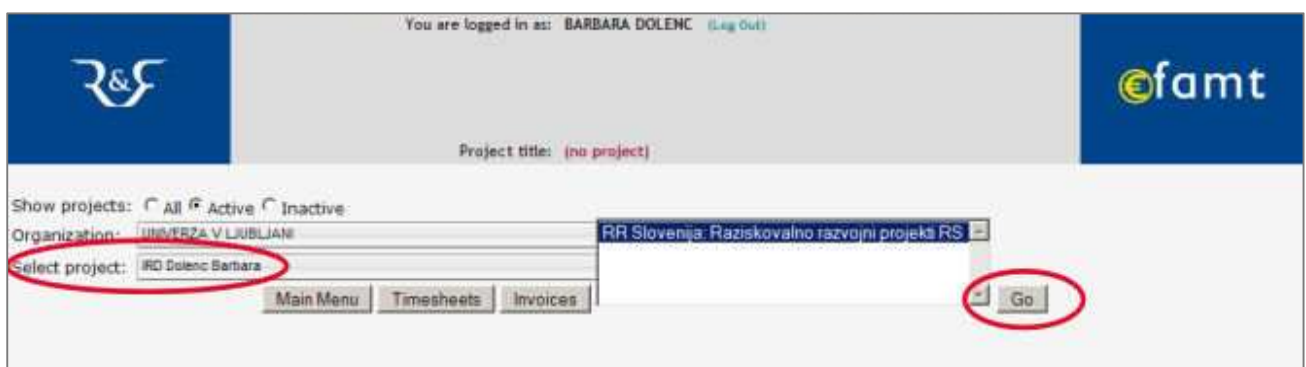 You are logged in as: BARBARA DOLENC (Log Out)
R&F
€famt
Project title: (no project)
Show projects: All Active Inactive
Organization: UNIVERZA V LJUBLJANI
RR Slovenija: Raziskovalno razvojni projekti RS
Select project: IRD Dolenc Barbara
Main Menu Timesheets Invoices Go